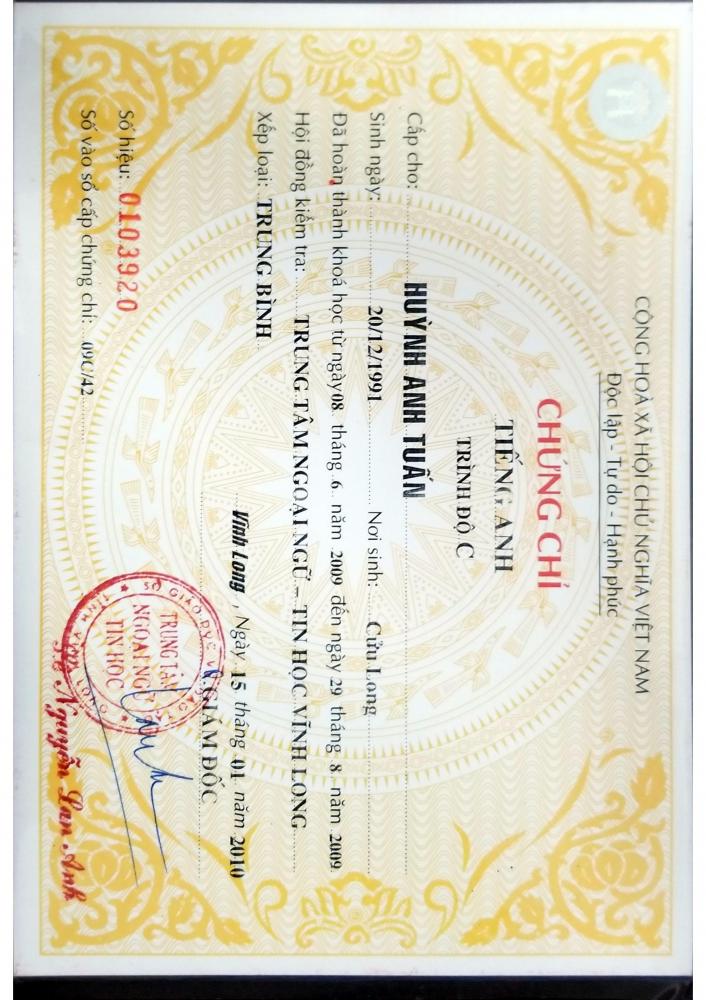 CỘNG HOÀ XÃ HỘI CHỦ NGHĨA VIỆT NAM
Độc lập - Tự do - Hạnh phúc
CHỨNG CHỈ
TIẾNG ANH
TRÌNH ĐỘ C
Cấp cho: HUỲNH ANH TUẤN
Sinh ngày: 20/12/1991 Nơi sinh: Cửu Long
Đã hoàn thành khoá học từ ngày 08 tháng 6 năm 2009 đến ngày 29 tháng 8 năm 2009
Hội đồng kiểm tra: TRUNG TÂM NGOẠI NGỮ – TIN HỌC VĨNH LONG
Xếp loại: TRUNG BÌNH
Vĩnh Long, Ngày 15 tháng 01 năm 2010
GIÁM ĐỐC
Số hiệu: 0103920
Số vào sổ cấp chứng chỉ: 09C/42
SỞ GIÁO DỤC
TRUNG TÂM
NGOẠI NGỮ
TIN HỌC
Nguyễn Lan Anh